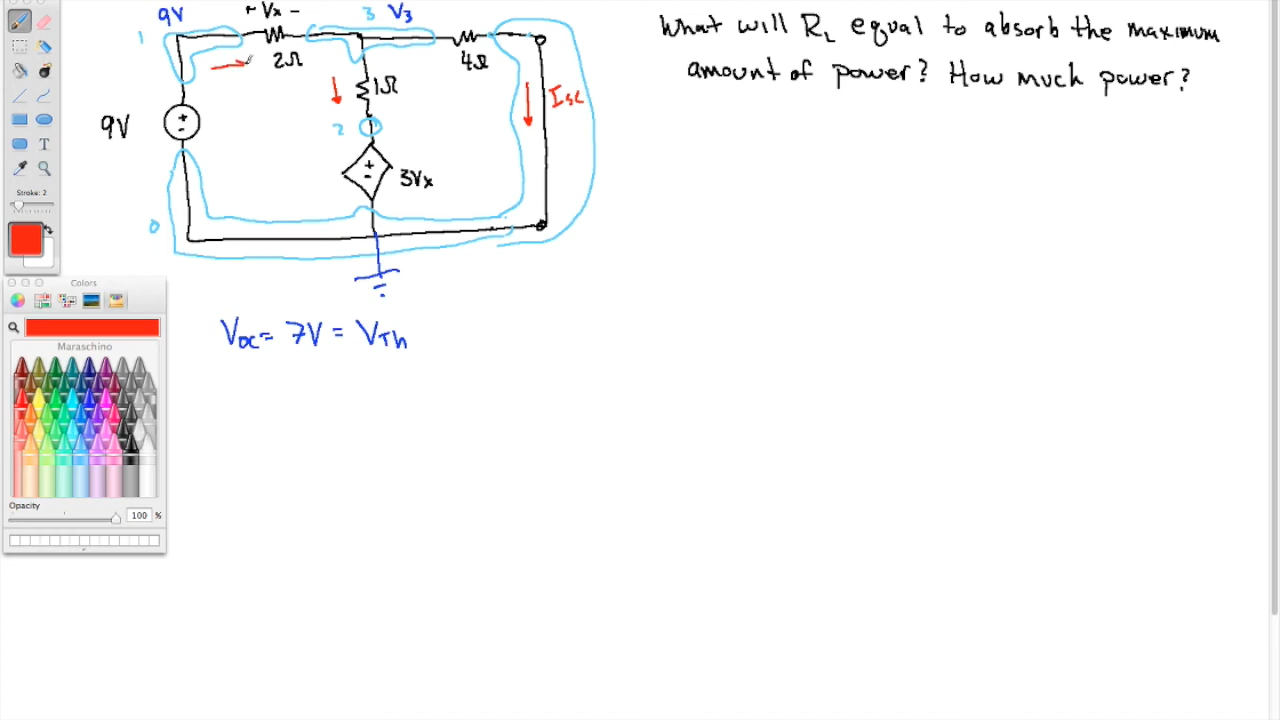 9V + Vx - 3 V3
1
2Ω 4Ω
1Ω
Isc
9V
2
3Vx
0
Voc = 7V = VTh
What will RL equal to absorb the maximum
amount of power? How much power?
T
Stroke: 2
Colors
Maraschino
Opacity
100 %